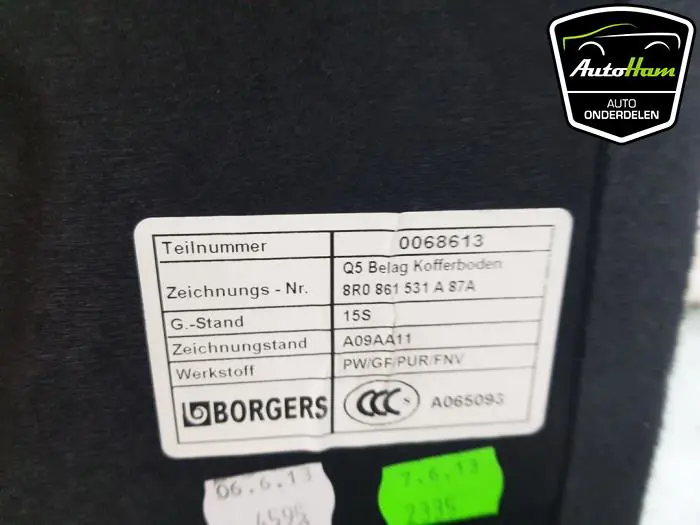 AutoHam
AUTO
ONDERDELEN
Teilnummer 0068613
Zeichnungs - Nr. Q5 Belag Kofferboden
8R0 861 531 A 87A
G.-Stand 15S
Zeichnungstand A09AA11
Werkstoff PW/GF/PUR/FNV
BORGERS CCC S A065093
06.6.13 7.6.13
4595 2335